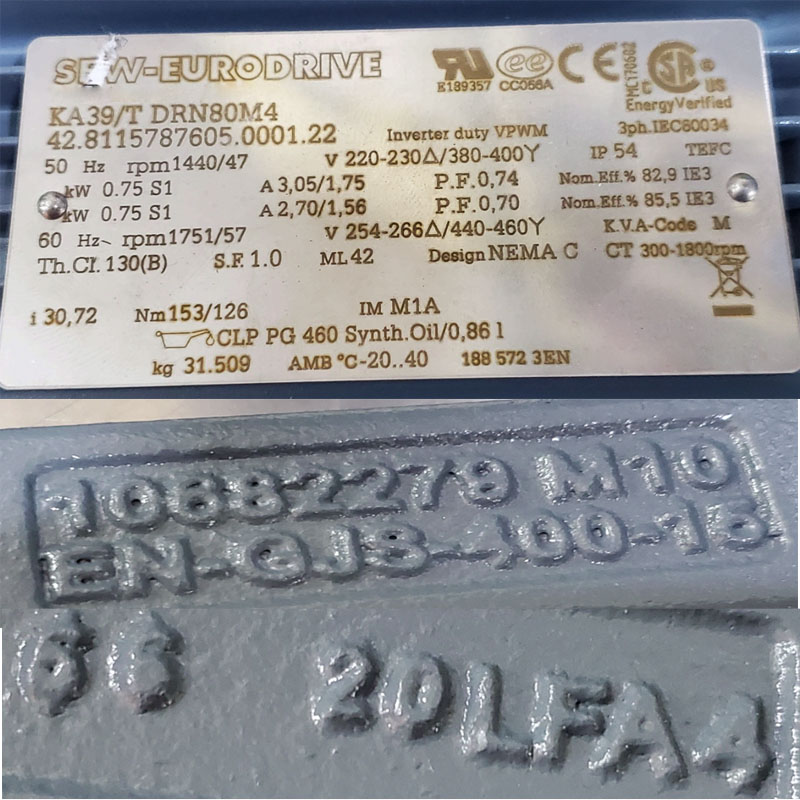 SEW-EURODRIVE
E189357 CC056A MC170602 C US
EnergyVerified
KA39/T DRN80M4
42.8115787605.0001.22 Inverter duty VPWM 3ph.IEC60034
50 Hz rpm1440/47 V 220-230Δ/380-400Y IP 54 TEFC
kW 0.75 S1 A 3,05/1,75 P.F.0,74 Nom.Eff.% 82,9 IE3
kW 0.75 S1 A 2,70/1,56 P.F.0,70 Nom.Eff.% 85,5 IE3
60 Hz~ rpm1751/57 V 254-266Δ/440-460Y K.V.A-Code M
Th.Cl. 130(B) S.F. 1.0 ML 42 Design NEMA C CT 300-1800rpm
i 30,72 Nm153/126 IM M1A
CLP PG 460 Synth.Oil/0,86 l
kg 31.509 AMB °C-20..40 188 572 3EN
10682279 M10
EN-GJS-400-15
66 20LFA4